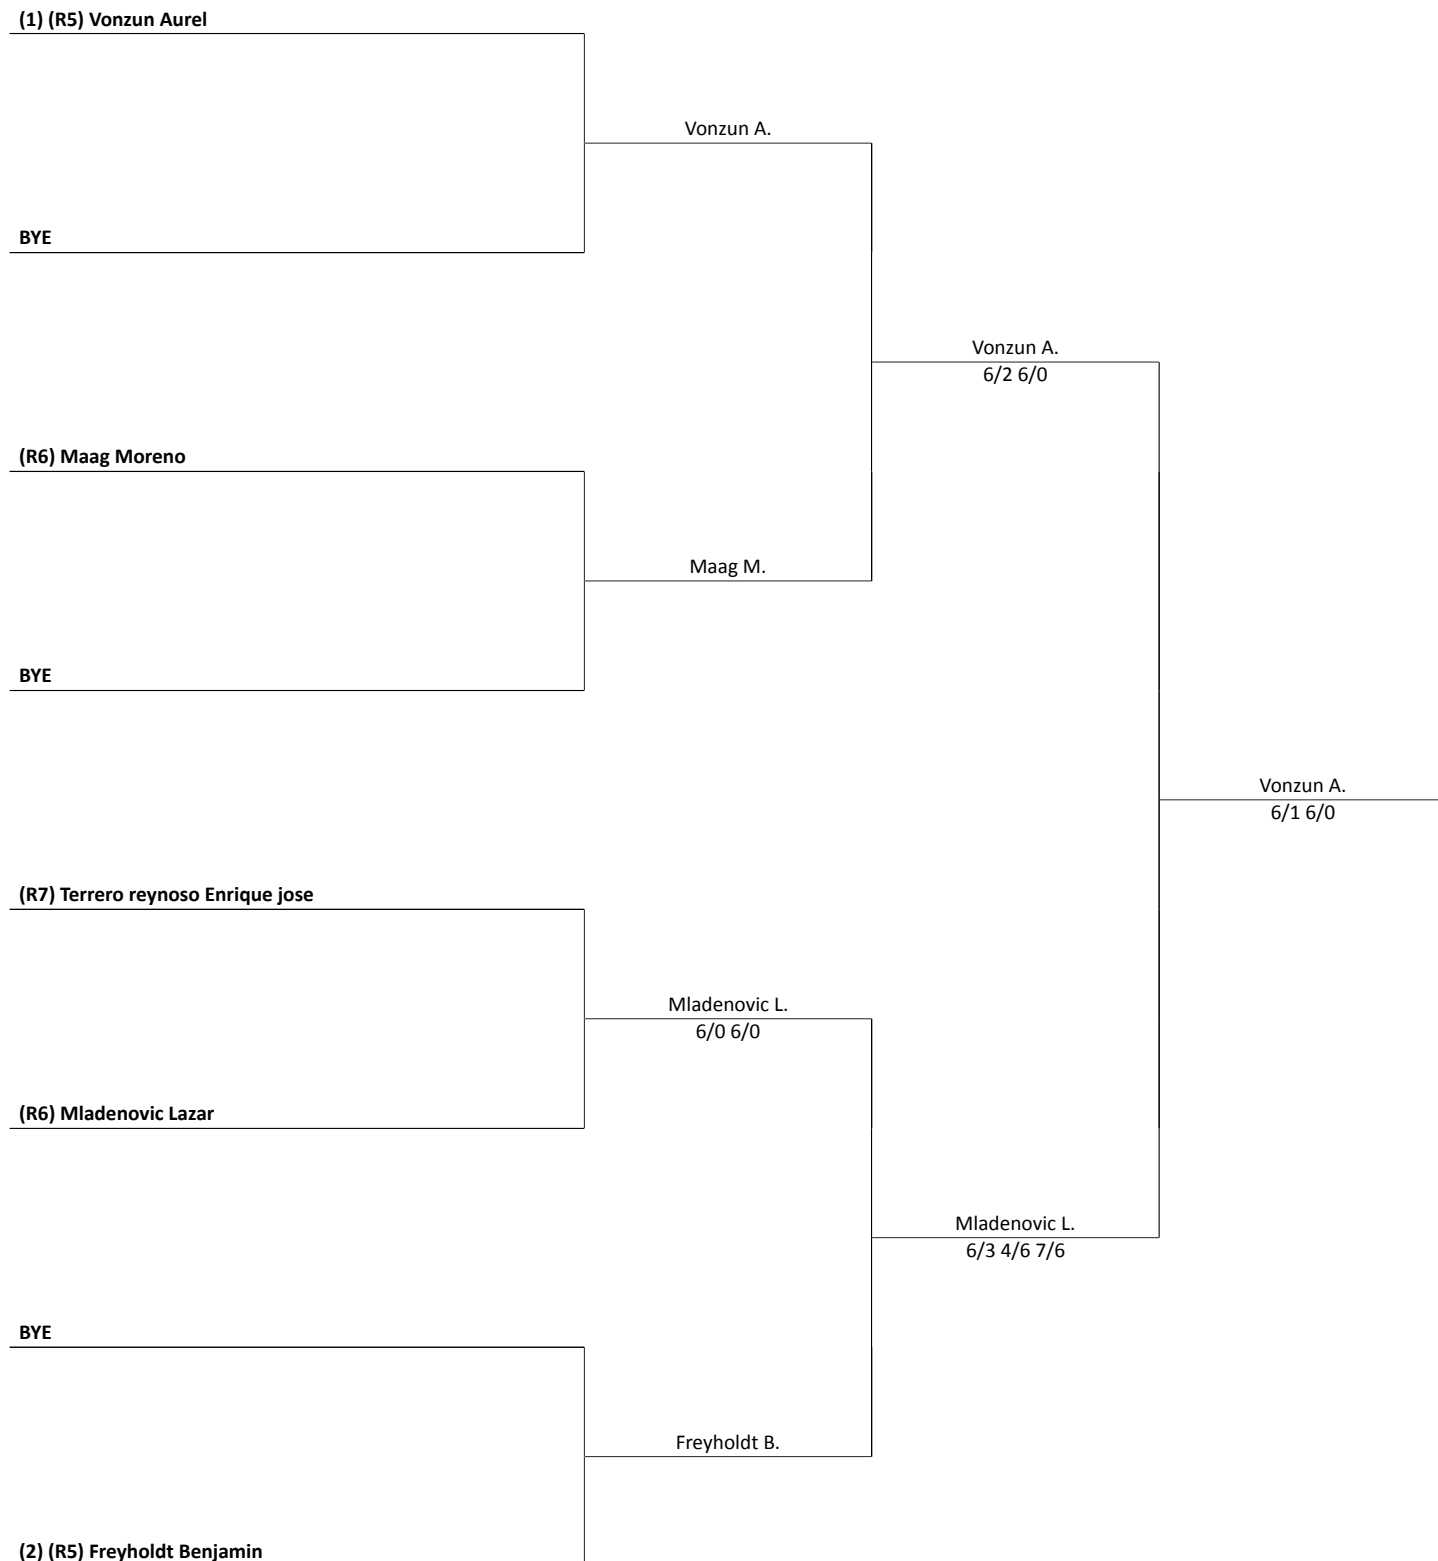 (1) (R5) Vonzun Aurel
Vonzun A.
BYE
Vonzun A.
6/2 6/0
(R6) Maag Moreno
Maag M.
BYE
Vonzun A.
6/1 6/0
(R7) Terrero reynoso Enrique jose
Mladenovic L.
6/0 6/0
(R6) Mladenovic Lazar
Mladenovic L.
6/3 4/6 7/6
BYE
Freyholdt B.
(2) (R5) Freyholdt Benjamin